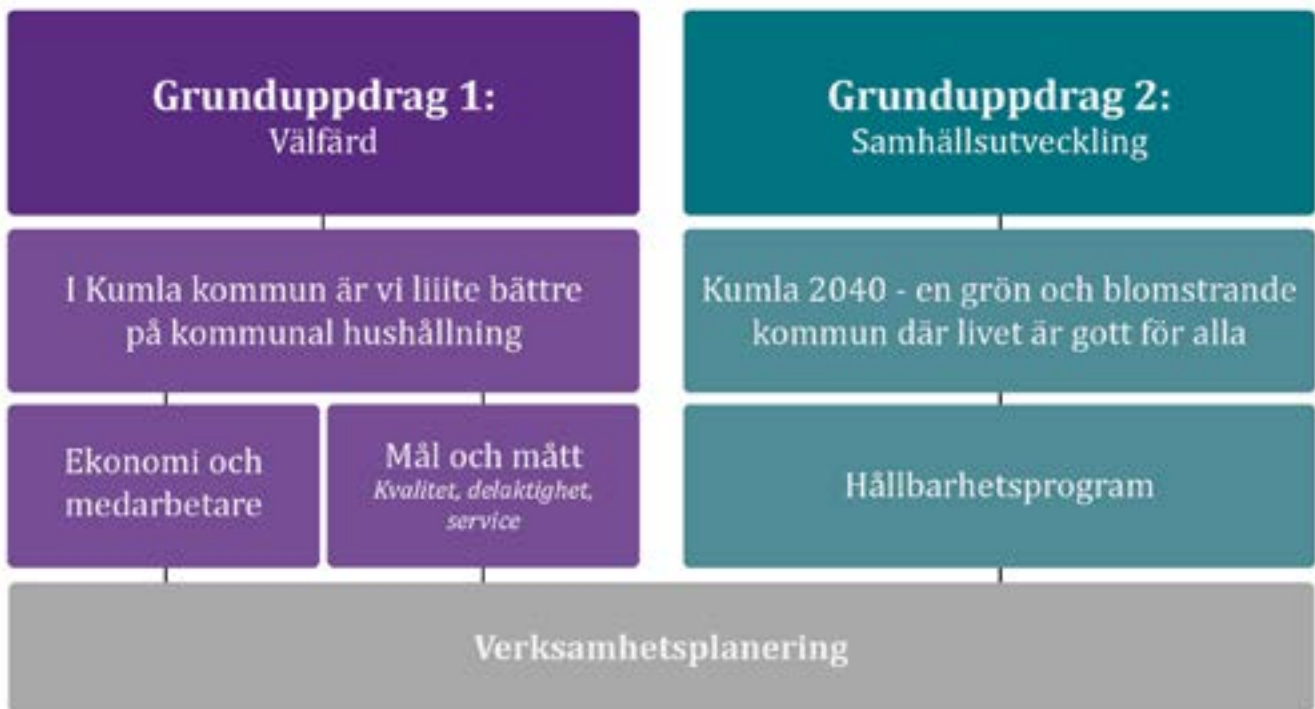 Grunduppdrag 1:
Välfärd
Grunduppdrag 2:
Samhällsutveckling
I Kumla kommun är vi liiite bättre
på kommunal hushållning
Kumla 2040 - en grön och blomstrande
kommun där livet är gott för alla
Ekonomi och
medarbetare
Mål och mått
Kvalitet, delaktighet,
service
Hållbarhetsprogram
Verksamhetsplanering